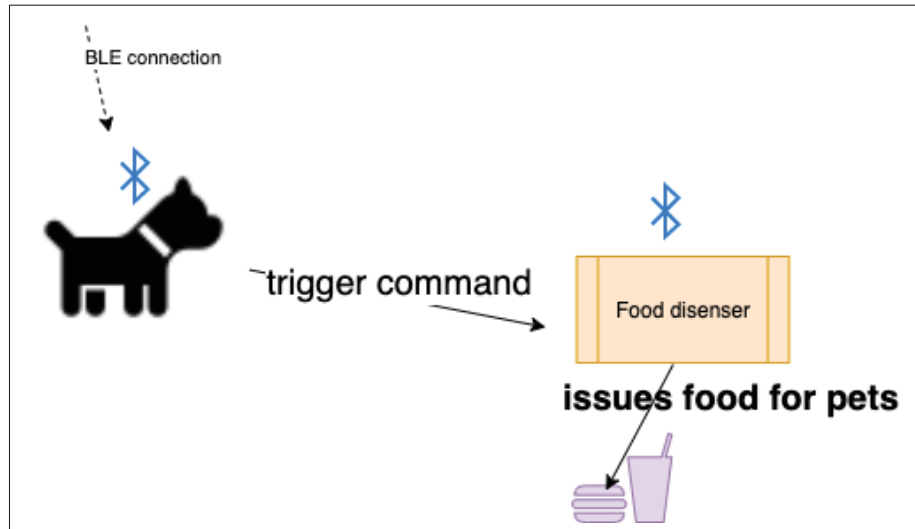 BLE connection
trigger command
Food disenser
issues food for pets